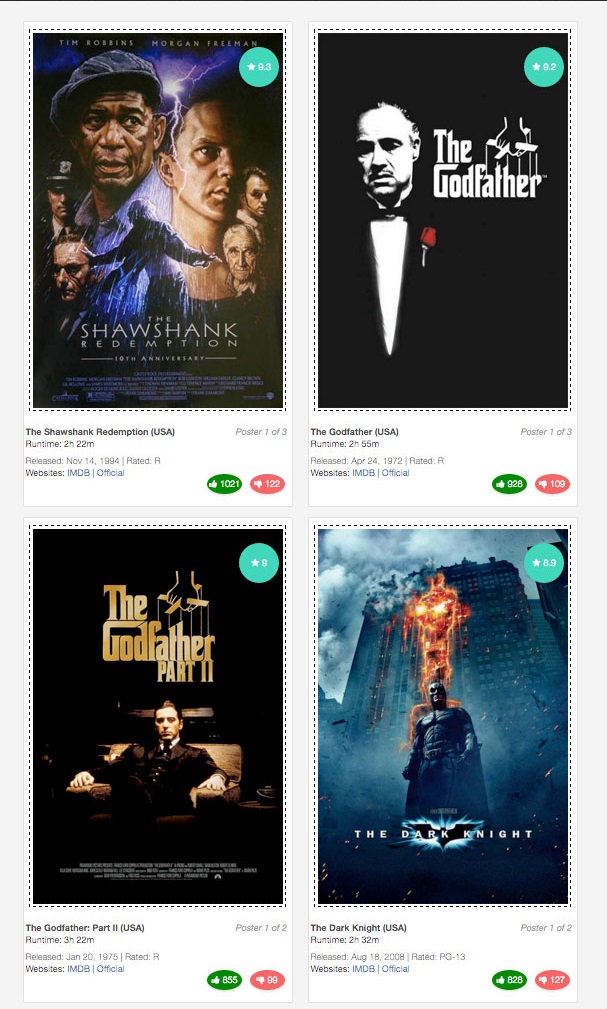 TIM ROBBINS MORGAN FREEMAN
9.3
THE
SHAWSHANK
REDEMPTION
10TH ANNIVERSARY
The Shawshank Redemption (USA) Poster 1 of 3
Runtime: 2h 22m
Released: Nov 14, 1994 | Rated: R
Websites: IMDB | Official
1021 122
9.2
The
Godfather
The Godfather (USA) Poster 1 of 3
Runtime: 2h 55m
Released: Apr 24, 1972 | Rated: R
Websites: IMDB | Official
928 109
9
The
Godfather
PART II
The Godfather: Part II (USA) Poster 1 of 2
Runtime: 3h 22m
Released: Jan 20, 1975 | Rated: R
Websites: IMDB | Official
855 99
8.9
THE DARK KNIGHT
The Dark Knight (USA) Poster 1 of 2
Runtime: 2h 32m
Released: Aug 18, 2008 | Rated: PG-13
Websites: IMDB | Official
828 127